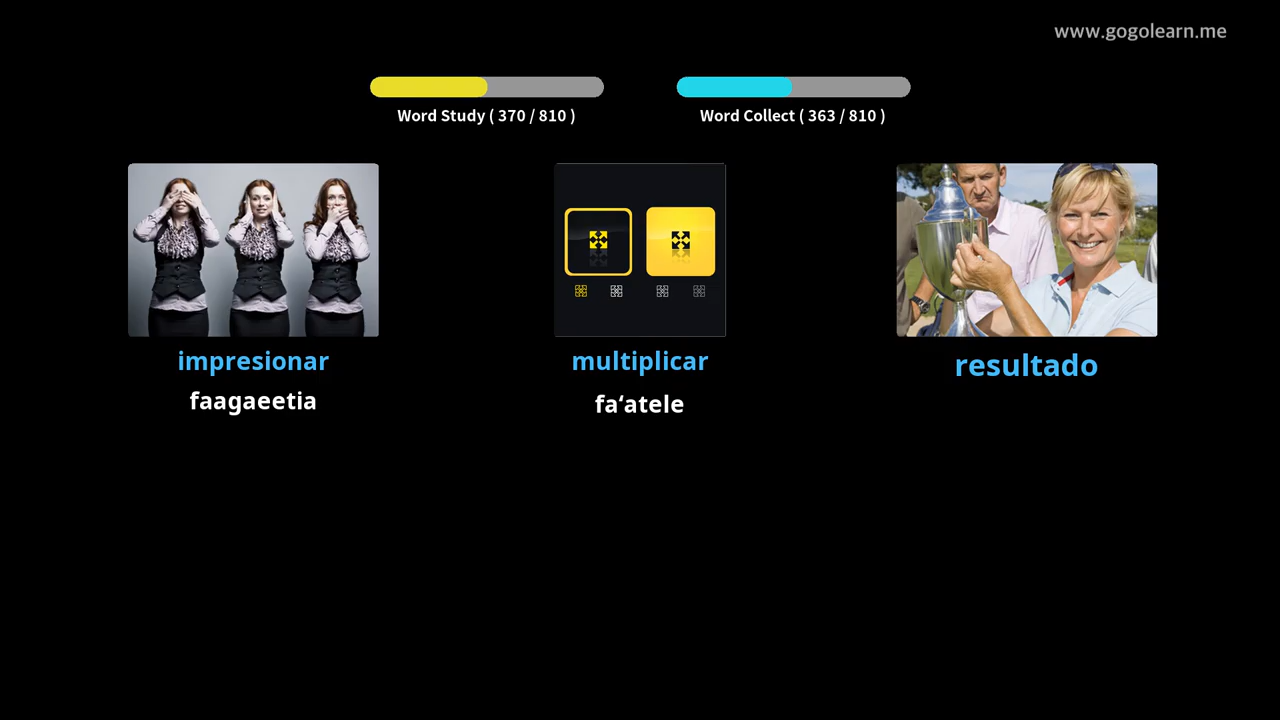 www.gogolearn.me
Word Study ( 370 / 810 )
Word Collect ( 363 / 810 )
impresionar
multiplicar
resultado
faagaeetia
fa‘atele